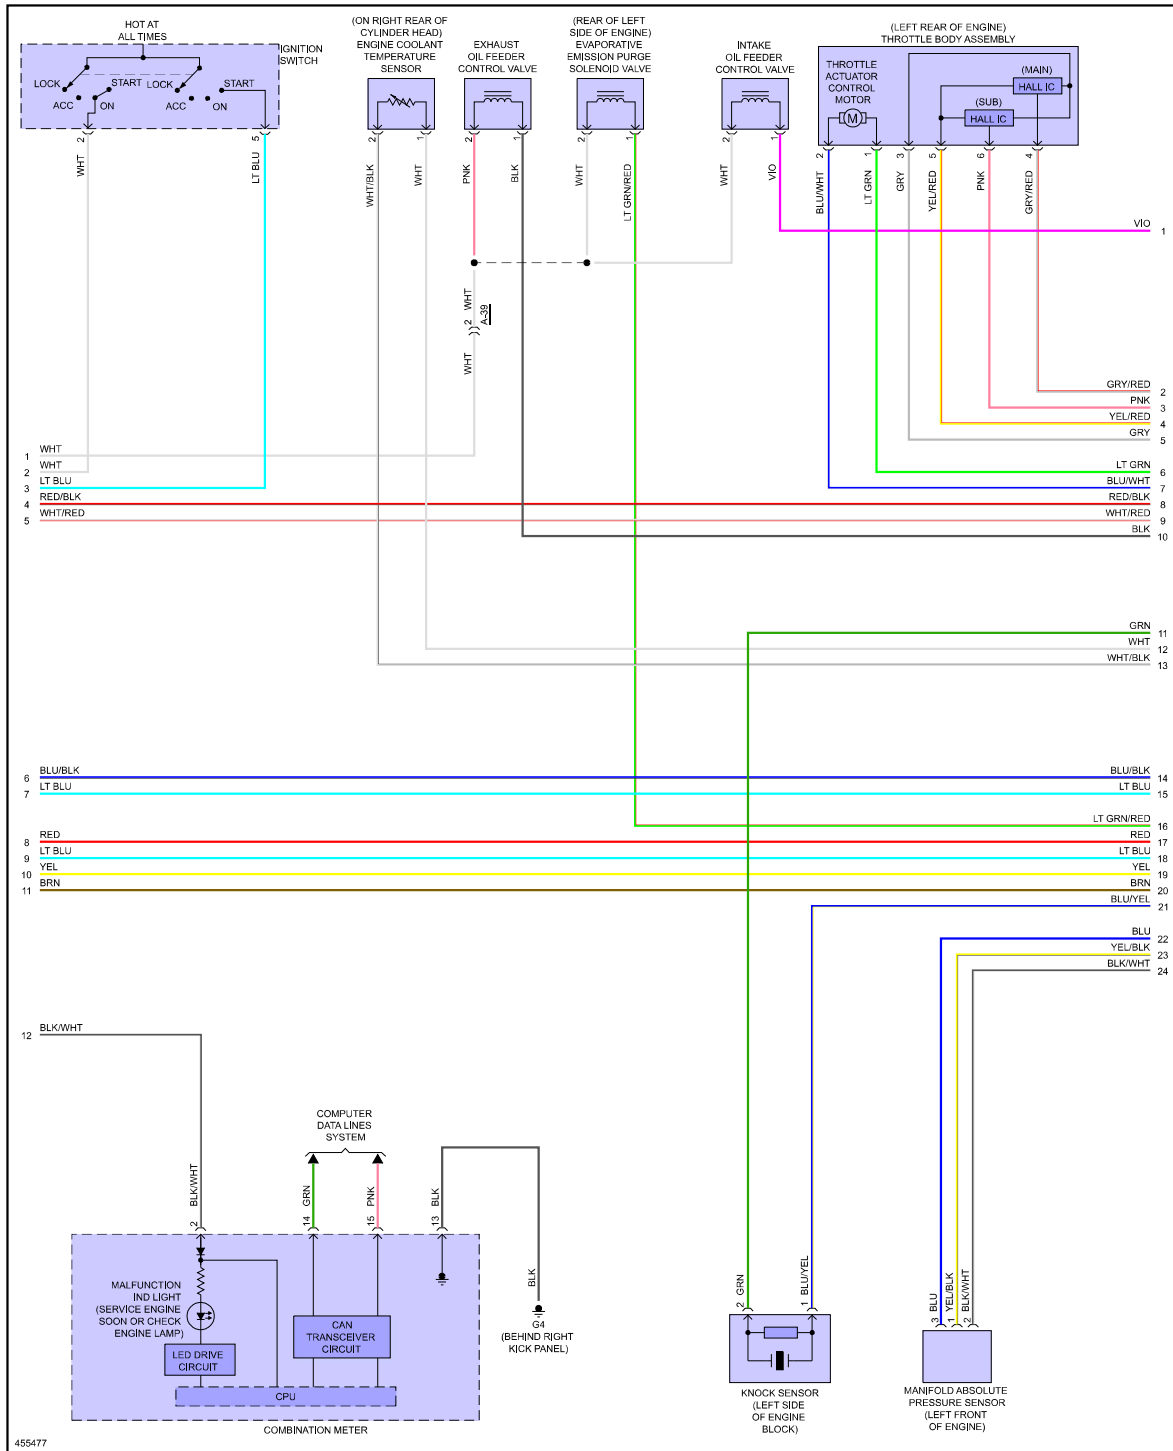 HOT AT
ALL TIMES
IGNITION
SWITCH
LOCK
START
ACC
ON
LOCK
START
ACC
ON
2
WHT
5
LT BLU
(ON RIGHT REAR OF
CYLINDER HEAD)
ENGINE COOLANT
TEMPERATURE
SENSOR
2
WHT/BLK
1
WHT
EXHAUST
OIL FEEDER
CONTROL VALVE
2
PNK
1
BLK
(REAR OF LEFT
SIDE OF ENGINE)
EVAPORATIVE
EMISSION PURGE
SOLENOID VALVE
2
WHT
1
LT GRN/RED
INTAKE
OIL FEEDER
CONTROL VALVE
2
WHT
1
VIO
(LEFT REAR OF ENGINE)
THROTTLE BODY ASSEMBLY
THROTTLE
ACTUATOR
CONTROL
MOTOR
M
(MAIN)
HALL IC
(SUB)
HALL IC
2
BLU/WHT
1
LT GRN
3
GRY
5
YEL/RED
6
PNK
4
GRY/RED
WHT
2
A-39
WHT
VIO 1
GRY/RED 2
PNK 3
YEL/RED 4
GRY 5
LT GRN 6
BLU/WHT 7
RED/BLK 8
WHT/RED 9
BLK 10
1 WHT
2 WHT
3 LT BLU
4 RED/BLK
5 WHT/RED
GRN 11
WHT 12
WHT/BLK 13
6 BLU/BLK
7 LT BLU
8 RED
9 LT BLU
10 YEL
11 BRN
BLU/BLK 14
LT BLU 15
LT GRN/RED 16
RED 17
LT BLU 18
YEL 19
BRN 20
BLU/YEL 21
BLU 22
YEL/BLK 23
BLK/WHT 24
12 BLK/WHT
COMPUTER
DATA LINES
SYSTEM
2
BLK/WHT
14
GRN
15
PNK
13
BLK
BLK
G4
(BEHIND RIGHT
KICK PANEL)
MALFUNCTION
IND LIGHT
(SERVICE ENGINE
SOON OR CHECK
ENGINE LAMP)
LED DRIVE
CIRCUIT
CAN
TRANSCEIVER
CIRCUIT
CPU
COMBINATION METER
2
GRN
1
BLU/YEL
KNOCK SENSOR
(LEFT SIDE
OF ENGINE
BLOCK)
3
BLU
1
YEL/BLK
2
BLK/WHT
MANIFOLD ABSOLUTE
PRESSURE SENSOR
(LEFT FRONT
OF ENGINE)
455477